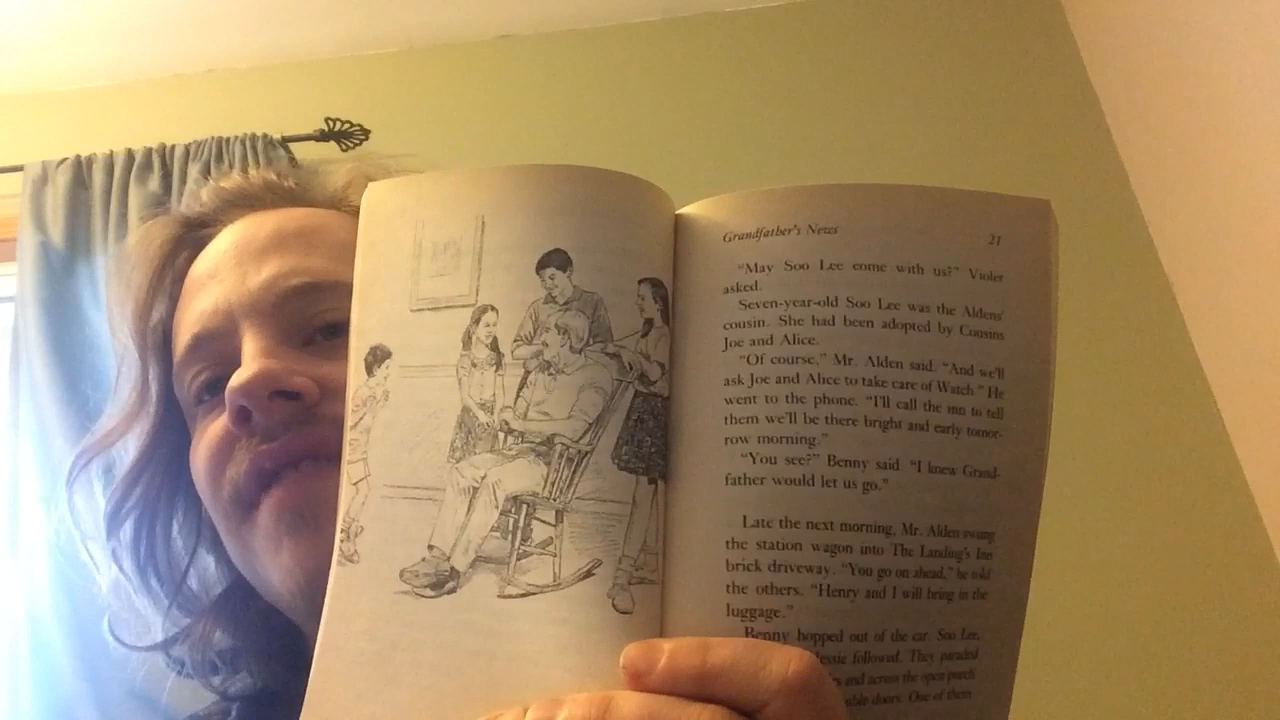 Grandfather's News 21
"May Soo Lee come with us?" Violet
asked.
Seven-year-old Soo Lee was the Aldens'
cousin. She had been adopted by Cousins
Joe and Alice.
"Of course," Mr. Alden said. "And we'll
ask Joe and Alice to take care of Watch." He
went to the phone. "I'll call the inn to tell
them we'll be there bright and early tomor-
row morning."
"You see?" Benny said. "I knew Grand-
father would let us go."
Late the next morning, Mr. Alden swung
the station wagon into The Landing's Inn
brick driveway. "You go on ahead," he told
the others. "Henry and I will bring in the
luggage."
Benny hopped out of the car. Soo Lee,
Jessie followed. They paraded
and across the open porch
doors. One of them